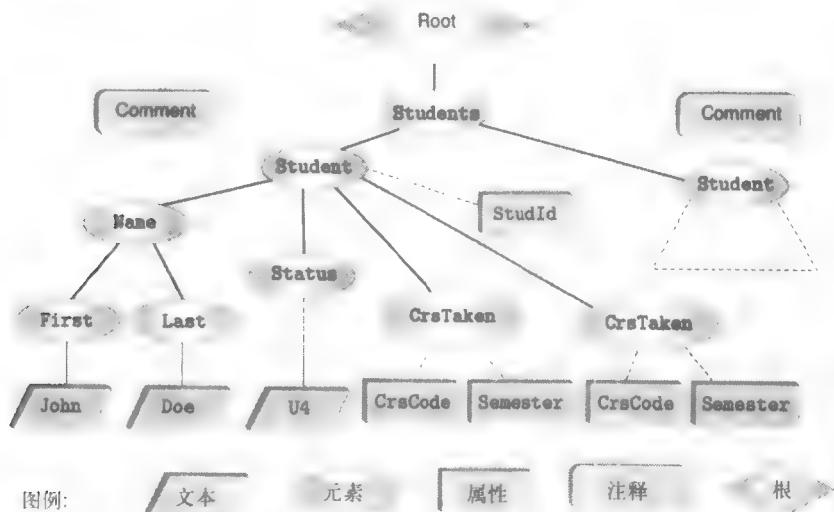 Root
Comment
Students
Comment
Student
Student
StudId
Name
Status
First
Last
CrsTaken
CrsTaken
John
Doe
U4
CrsCode
Semester
CrsCode
Semester
图例:
文本
元素
属性
注释
根